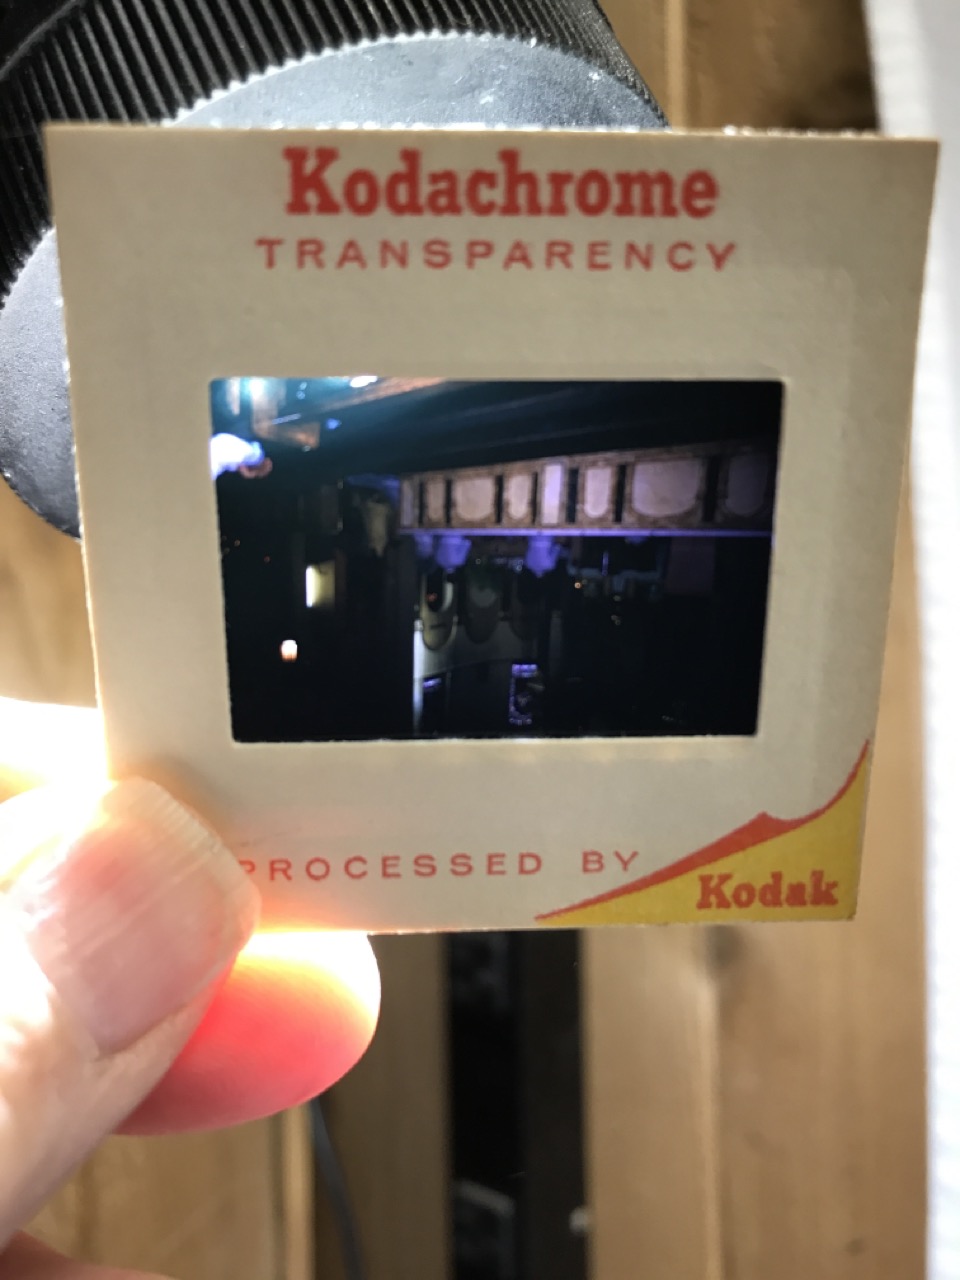 Kodachrome
TRANSPARENCY
PROCESSED BY
Kodak